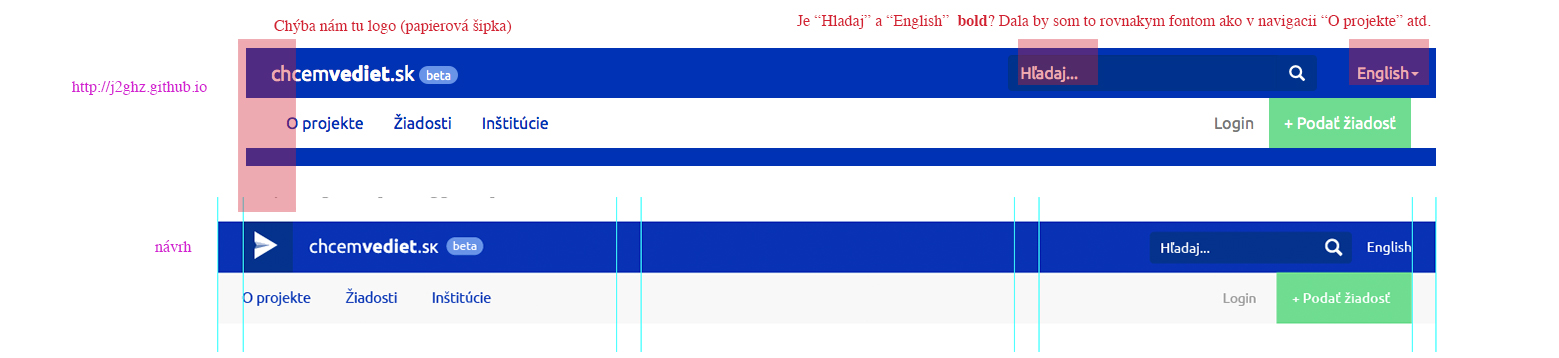 Chýba nám tu logo (papierová šipka)
Je “Hladaj” a “English” bold? Dala by som to rovnakym fontom ako v navigacii “O projekte” atd.
http://j2ghz.github.io
chcemvediet.sk beta
Hľadaj...
English
O projekte Žiadosti Inštitúcie
Login
+ Podať žiadosť
návrh
chcemvediet.sk beta
Hľadaj...
English
O projekte Žiadosti Inštitúcie
Login
+ Podať žiadosť